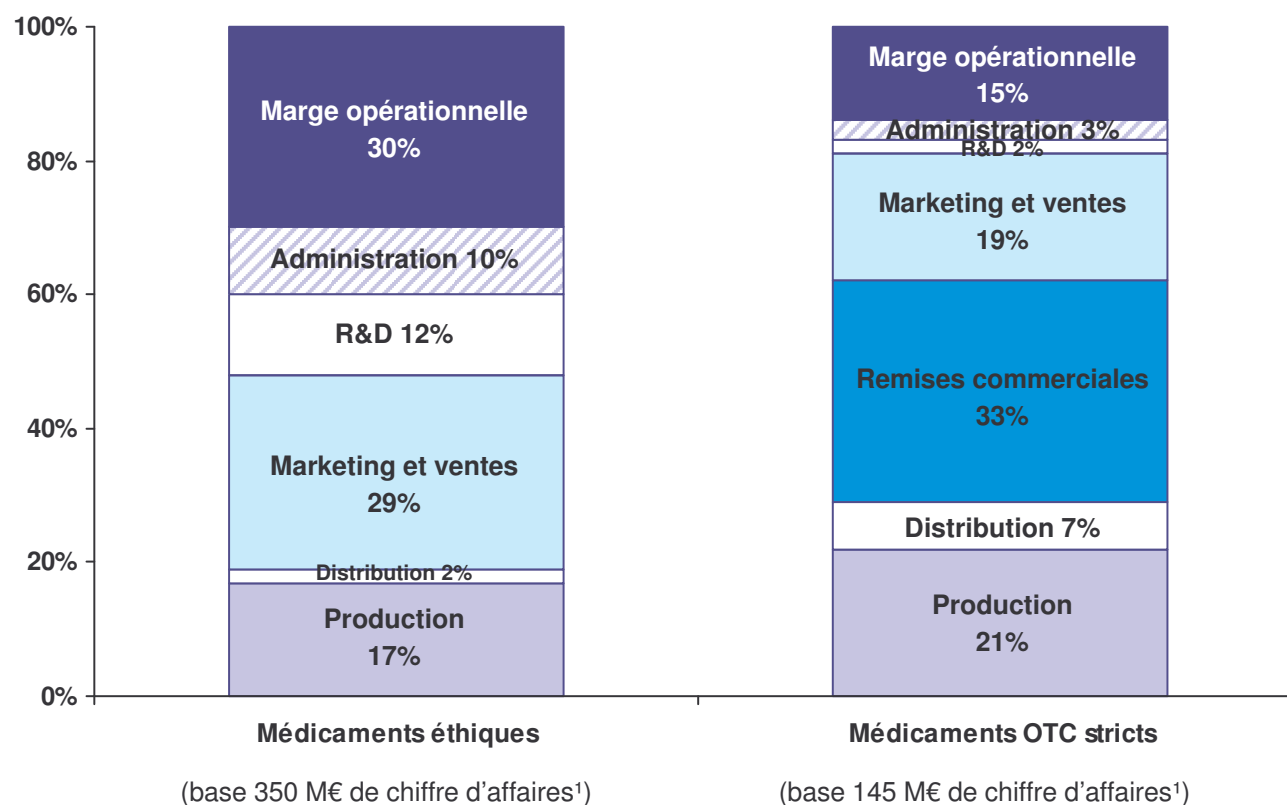 100%
80%
60%
40%
20%
0%
Marge opérationnelle
30%
Administration 10%
R&D 12%
Marketing et ventes
29%
Distribution 2%
Production
17%
Marge opérationnelle
15%
Administration 3%
R&D 2%
Marketing et ventes
19%
Remises commerciales
33%
Distribution 7%
Production
21%
Médicaments éthiques
(base 350 M€ de chiffre d'affaires¹)
Médicaments OTC stricts
(base 145 M€ de chiffre d'affaires¹)